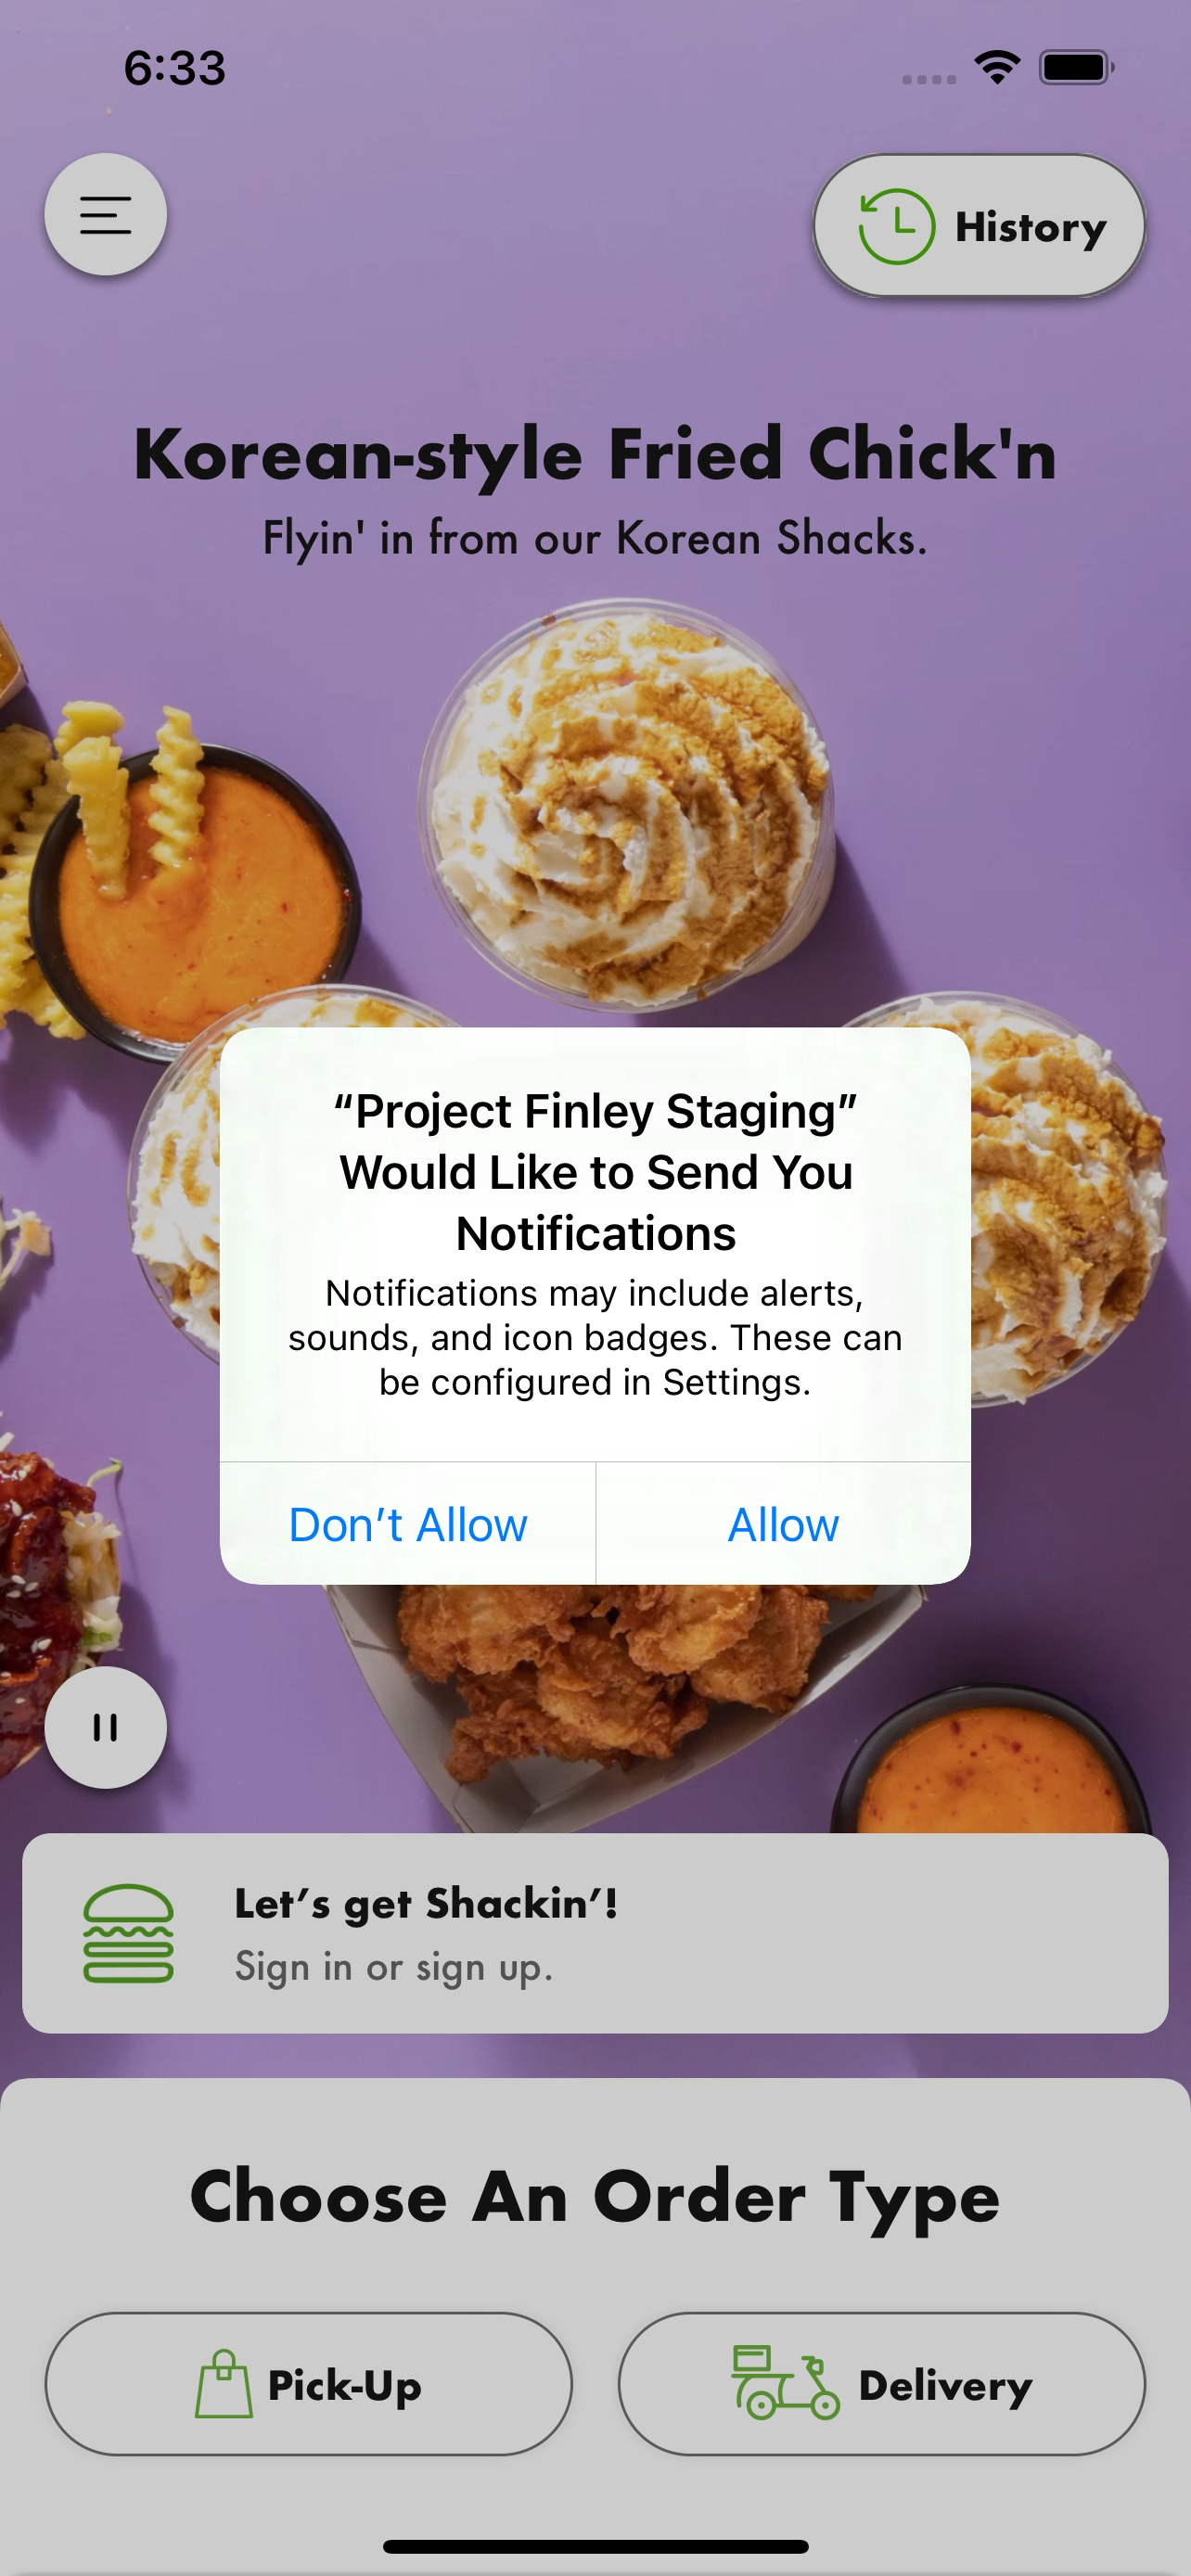 6:33
History
Korean-style Fried Chick'n
Flyin' in from our Korean Shacks.
“Project Finley Staging”
Would Like to Send You
Notifications
Notifications may include alerts,
sounds, and icon badges. These can
be configured in Settings.
Don’t Allow
Allow
Let’s get Shackin’!
Sign in or sign up.
Choose An Order Type
Pick-Up
Delivery